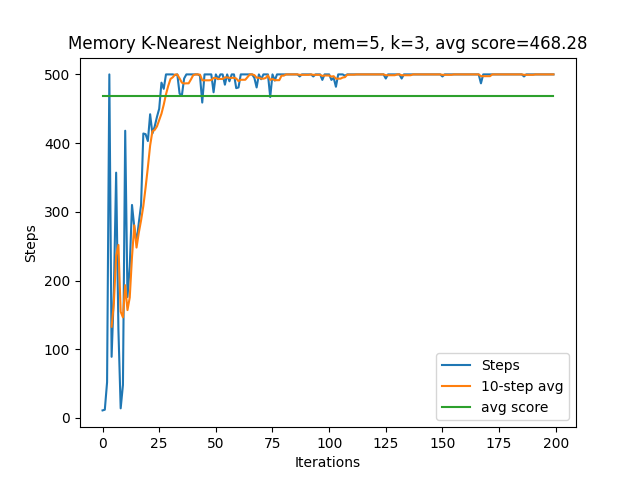 Memory K-Nearest Neighbor, mem=5, k=3, avg score=468.28
500
400
300
200
100
0
Steps
0 25 50 75 100 125 150 175 200
Iterations
Steps
10-step avg
avg score